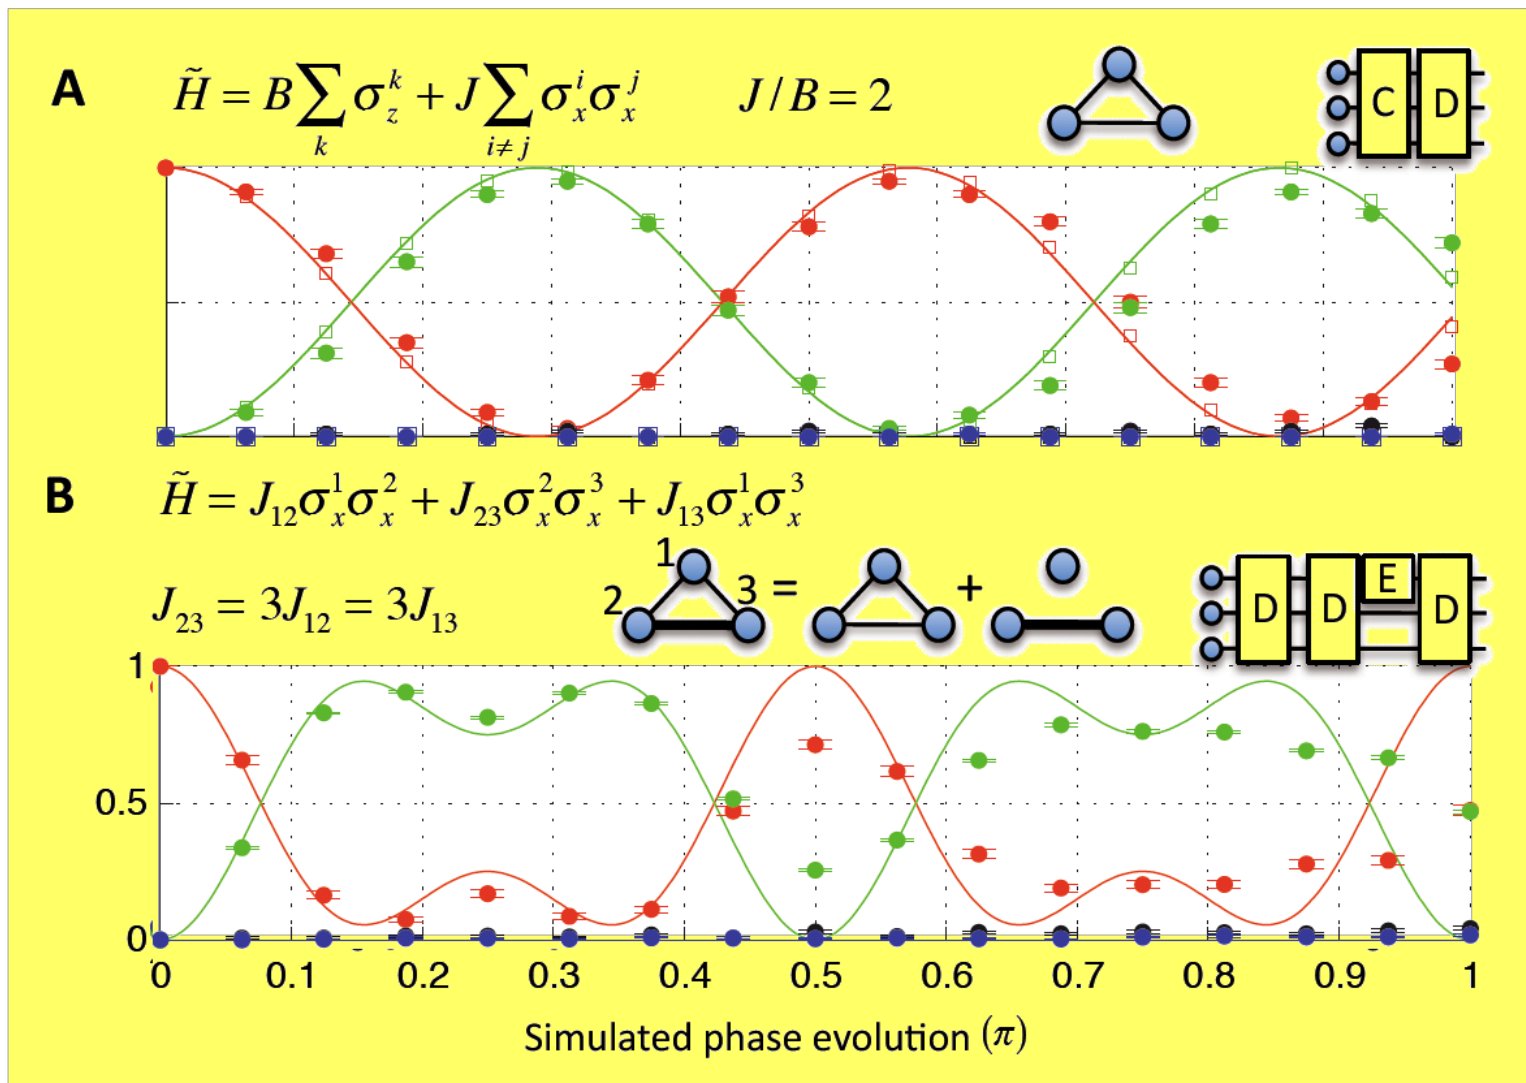 A
H̃ = B∑ₖ σ_z^k + J∑_{i≠j} σ_x^i σ_x^j
J / B = 2
C D
B
H̃ = J₁₂σ_x^1σ_x^2 + J₂₃σ_x^2σ_x^3 + J₁₃σ_x^1σ_x^3
J₂₃ = 3J₁₂ = 3J₁₃
1
2 3 = +
D D E D
1
0.5
0
0 0.1 0.2 0.3 0.4 0.5 0.6 0.7 0.8 0.9 1
Simulated phase evolution (π)